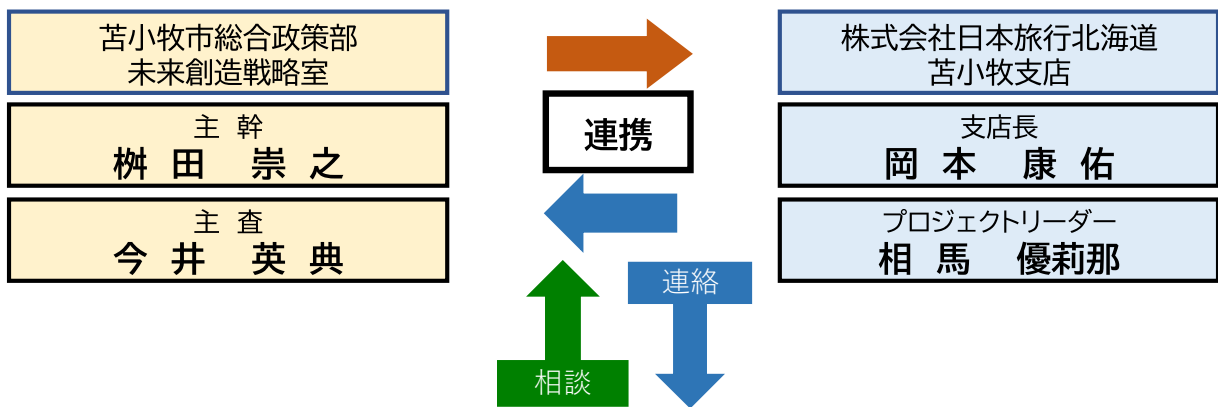 苫小牧市総合政策部
未来創造戦略室
主 幹
桝 田 崇 之
主 査
今 井 英 典
連携
株式会社日本旅行北海道
苫小牧支店
支店長
岡 本 康 佑
プロジェクトリーダー
相 馬 優莉那
連絡
相談